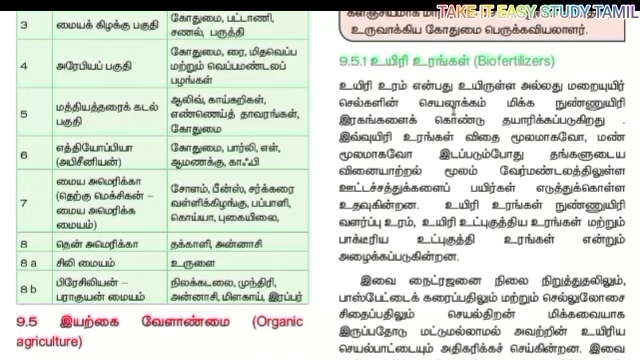 3 மையக் கிழக்கு பகுதி கோதுமை, பட்டாணி,
சணல், பருத்தி
4 அரேபியப் பகுதி கோதுமை, ரை, மிதவெப்ப
மற்றும் வெப்பமண்டலப்
பழங்கள்
5 மத்தியத்தரைக் கடல்
பகுதி
ஆலிவ், காய்கறிகள்,
எண்ணெய்த் தாவரங்கள்,
கோதுமை
6 எத்தியோப்பியா
(அபிசீனியன்)
கோதுமை, பார்லி, எள்,
ஆமணக்கு, காஃபி
7 மைய அமெரிக்கா
(தெற்கு மெக்சிகன் –
மைய அமெரிக்க
மையம்)
சோளம், பீன்ஸ், சர்க்கரை
வள்ளிக்கிழங்கு, பப்பாளி,
கொய்யா, புகையிலை,
8 தென் அமெரிக்கா தக்காளி, அன்னாசி
8 a சிலி மையம் உருளை
8 b பிரேசிலியன் –
பராகுயன் மையம்
நிலக்கடலை, முந்திரி,
அன்னாசி, மிளகாய், இரப்பர்
9.5 இயற்கை வேளாண்மை (Organic
agriculture)
TAKE IT EASY STUDY TAMIL
உருவாக்கிய கோதுமை பெருக்கவியலாளர்.
9.5.1 உயிரி உரங்கள் (Biofertilizers)
உயிரி உரம் என்பது உயிருள்ள அல்லது மறையுயிர்
செல்களின் செயலாக்கம் மிக்க நுண்ணுயிரி
இரகங்களைக் கொண்டு தயாரிக்கப்படுகிறது .
இவ்வுயிரி உரங்கள் விதை மூலமாகவோ, மண்
மூலமாகவோ இடப்படும்போது தங்களுடைய
வினையாற்றல் மூலம் வேர்மண்டலத்திலுள்ள
ஊட்டச்சத்துக்களைப் பயிர்கள் எடுத்துக்கொள்ள
உதவுகின்றன. உயிரி உரங்கள் நுண்ணுயிரி
வளர்ப்பு உரம், உயிரி உட்புகுத்திய உரங்கள் மற்றும்
பாக்டீரிய உட்புகுத்தி உரங்கள் என்றும்
அழைக்கப்படுகின்றன.
இவை நைட்ரஜனை நிலை நிறுத்துதலிலும்,
பாஸ்பேட்டைக் கரைப்பதிலும் மற்றும் செல்லுலோசை
சிதைப்பதிலும் செயல்திறன் மிக்கவையாக
இருப்பதோடு மட்டுமல்லாமல் அவற்றின் உயிரிய
செயல்பாட்டையும் அதிகரிக்கச் செய்கின்றன. இவை